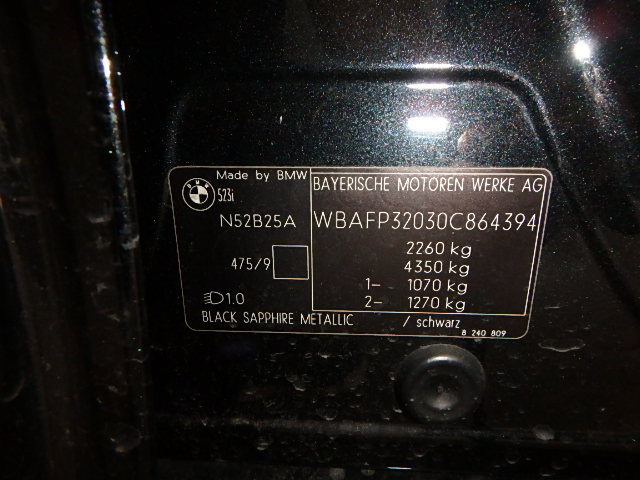 Made by BMW
BMW
523i
N52B25A
475/9
1.0
BAYERISCHE MOTOREN WERKE AG
WBAFP32030C864394
2260 kg
4350 kg
1- 1070 kg
2- 1270 kg
BLACK SAPPHIRE METALLIC / schwarz
8 240 809